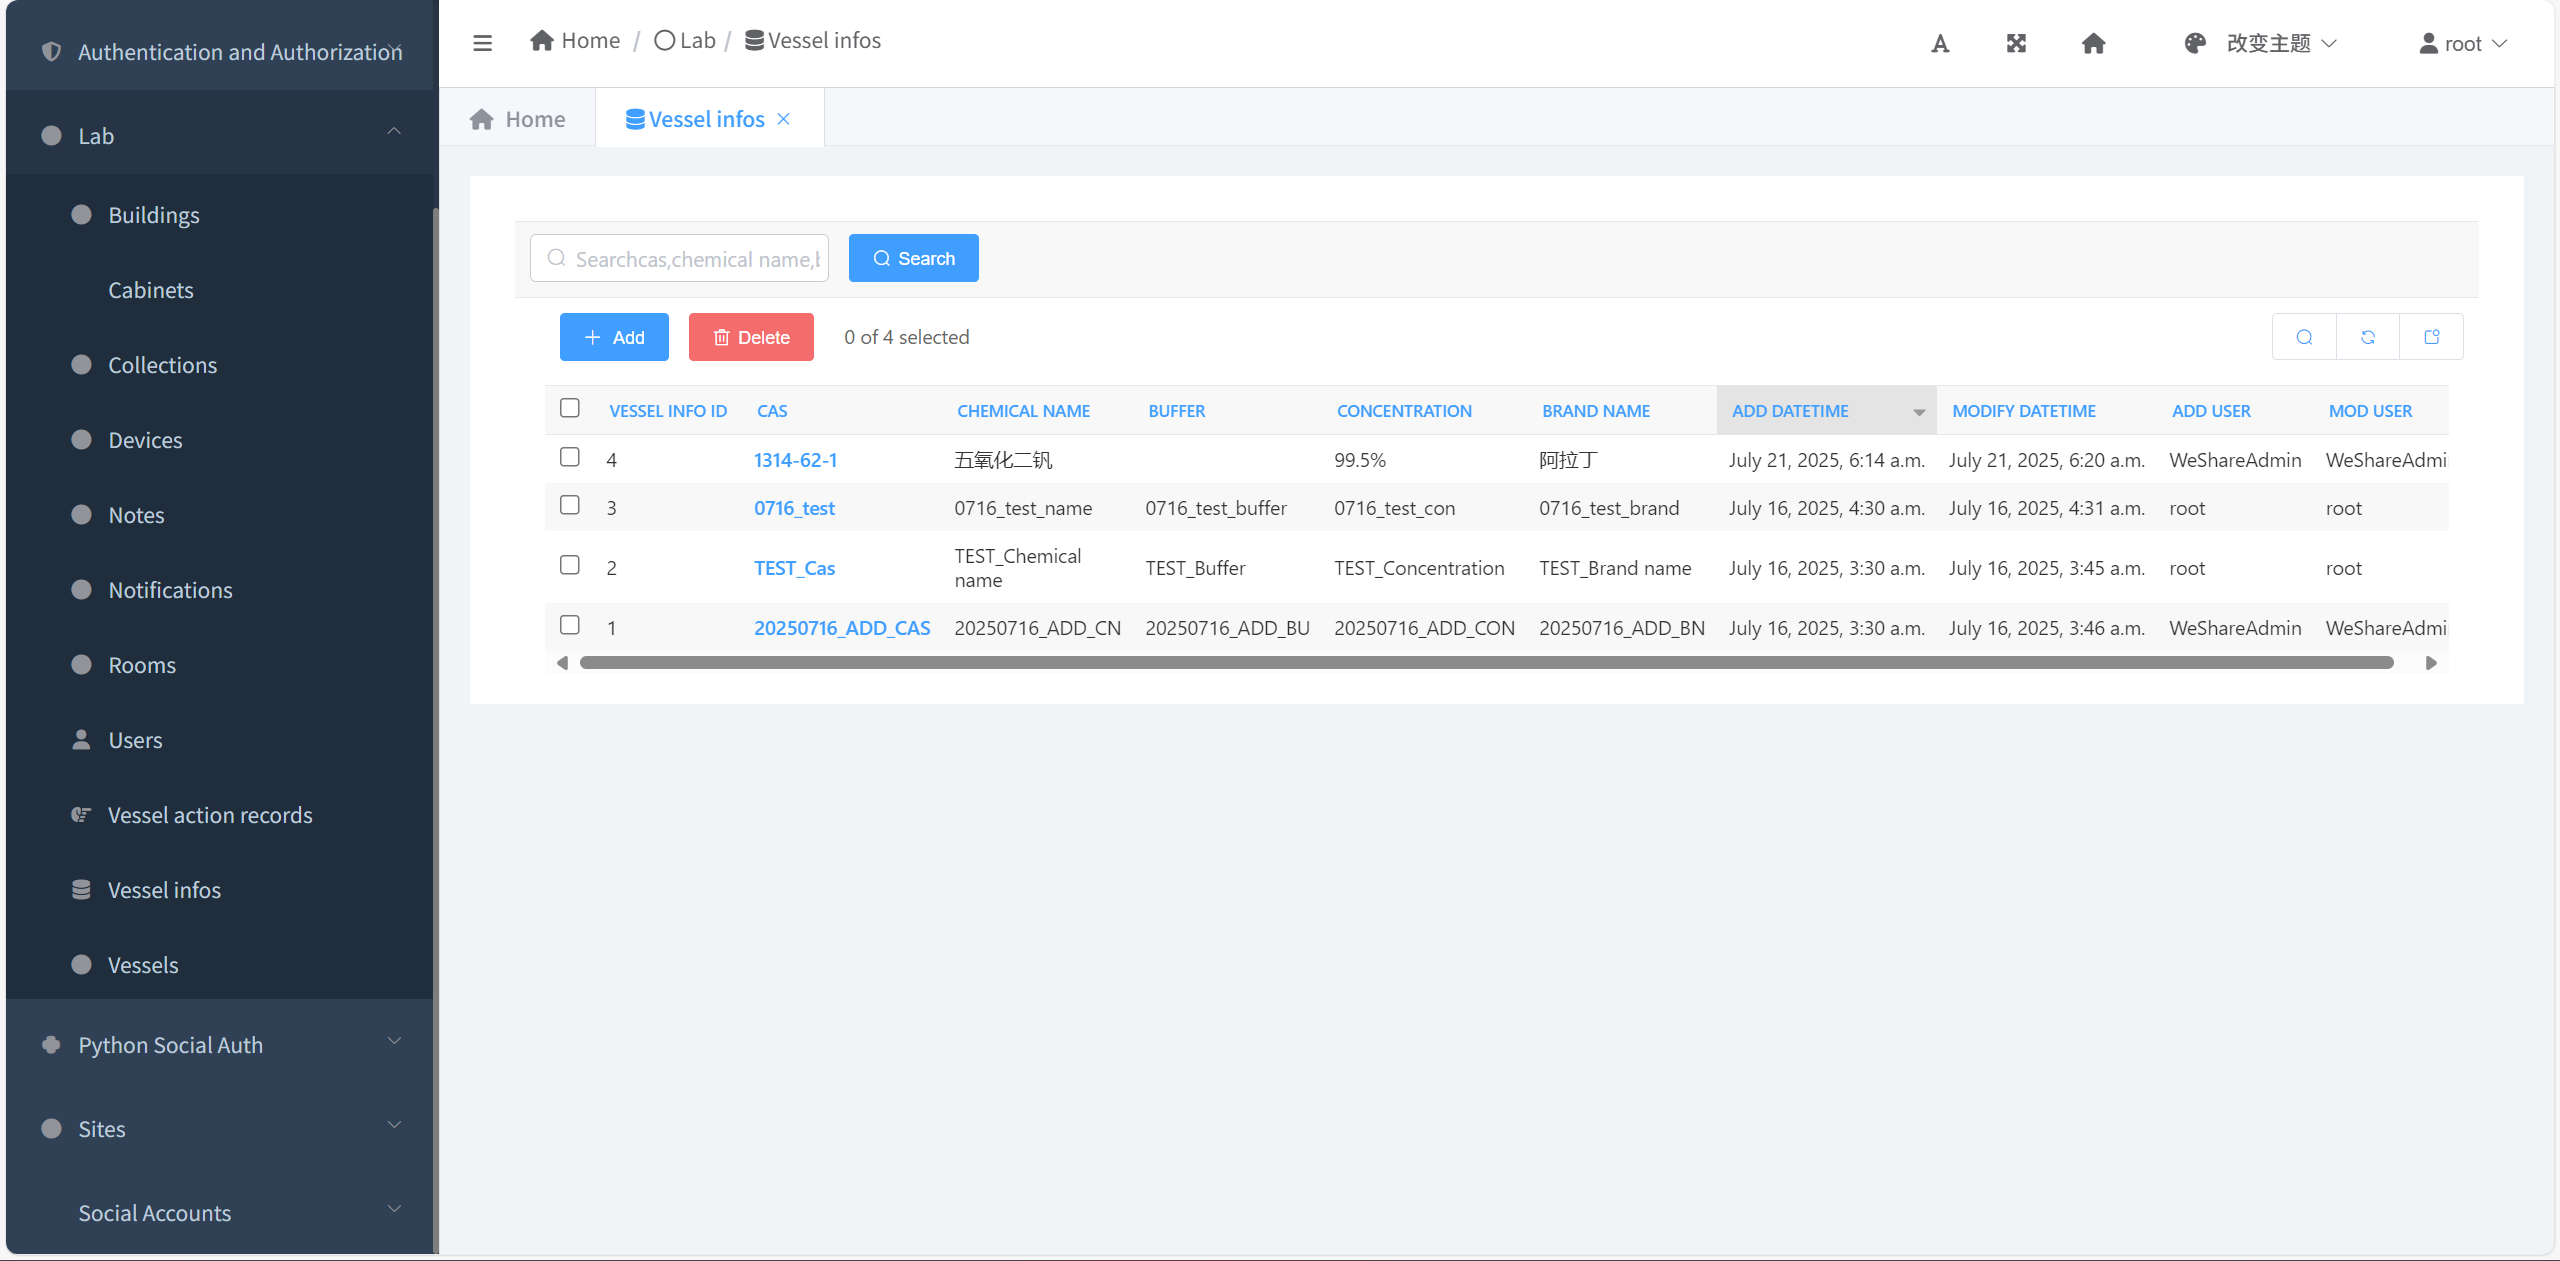 Authentication and Authorization
Lab
Buildings
Cabinets
Collections
Devices
Notes
Notifications
Rooms
Users
Vessel action records
Vessel infos
Vessels
Python Social Auth
Sites
Social Accounts
Home / Lab / Vessel infos
改变主题
root
Home
Vessel infos
Searchcas,chemical name,b
Search
Add
Delete
0 of 4 selected
VESSEL INFO ID CAS CHEMICAL NAME BUFFER CONCENTRATION BRAND NAME ADD DATETIME MODIFY DATETIME ADD USER MOD USER
4 1314-62-1 五氧化二钒 99.5% 阿拉丁 July 21, 2025, 6:14 a.m. July 21, 2025, 6:20 a.m. WeShareAdmin WeShareAdmi
3 0716_test 0716_test_name 0716_test_buffer 0716_test_con 0716_test_brand July 16, 2025, 4:30 a.m. July 16, 2025, 4:31 a.m. root root
2 TEST_Cas TEST_Chemical name TEST_Buffer TEST_Concentration TEST_Brand name July 16, 2025, 3:30 a.m. July 16, 2025, 3:45 a.m. root root
1 20250716_ADD_CAS 20250716_ADD_CN 20250716_ADD_BU 20250716_ADD_CON 20250716_ADD_BN July 16, 2025, 3:30 a.m. July 16, 2025, 3:46 a.m. WeShareAdmin WeShareAdmi